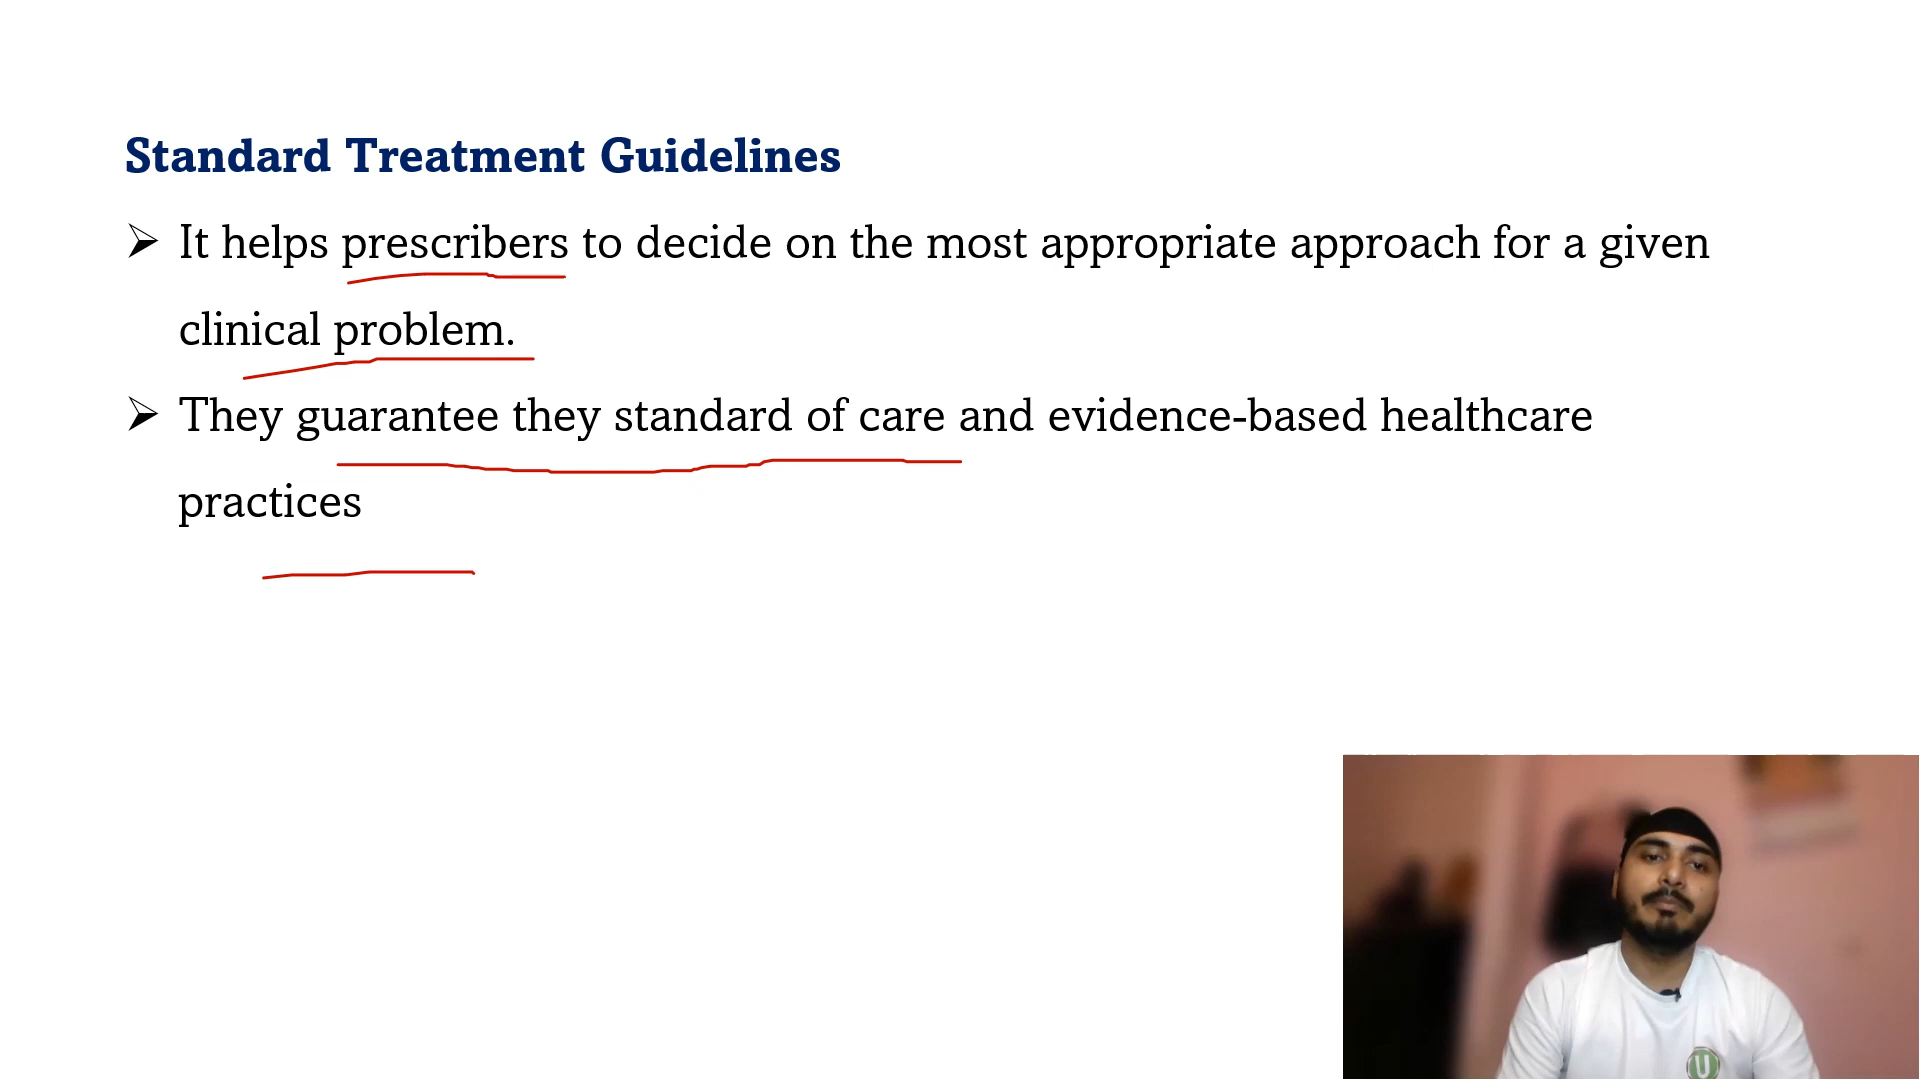 Standard Treatment Guidelines
➢ It helps prescribers to decide on the most appropriate approach for a given
clinical problem.
➢ They guarantee they standard of care and evidence-based healthcare
practices
U